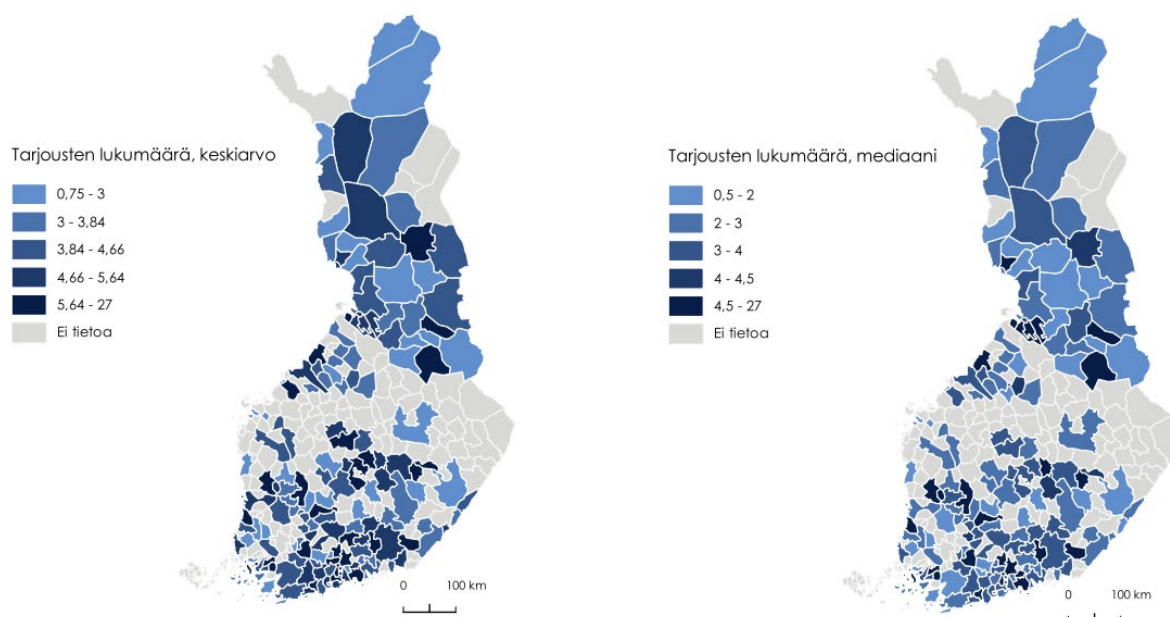 Tarjousten lukumäärä, keskiarvo
0,75 - 3
3 - 3,84
3,84 - 4,66
4,66 - 5,64
5,64 - 27
Ei tietoa
0 100 km
Tarjousten lukumäärä, mediaani
0,5 - 2
2 - 3
3 - 4
4 - 4,5
4,5 - 27
Ei tietoa
0 100 km